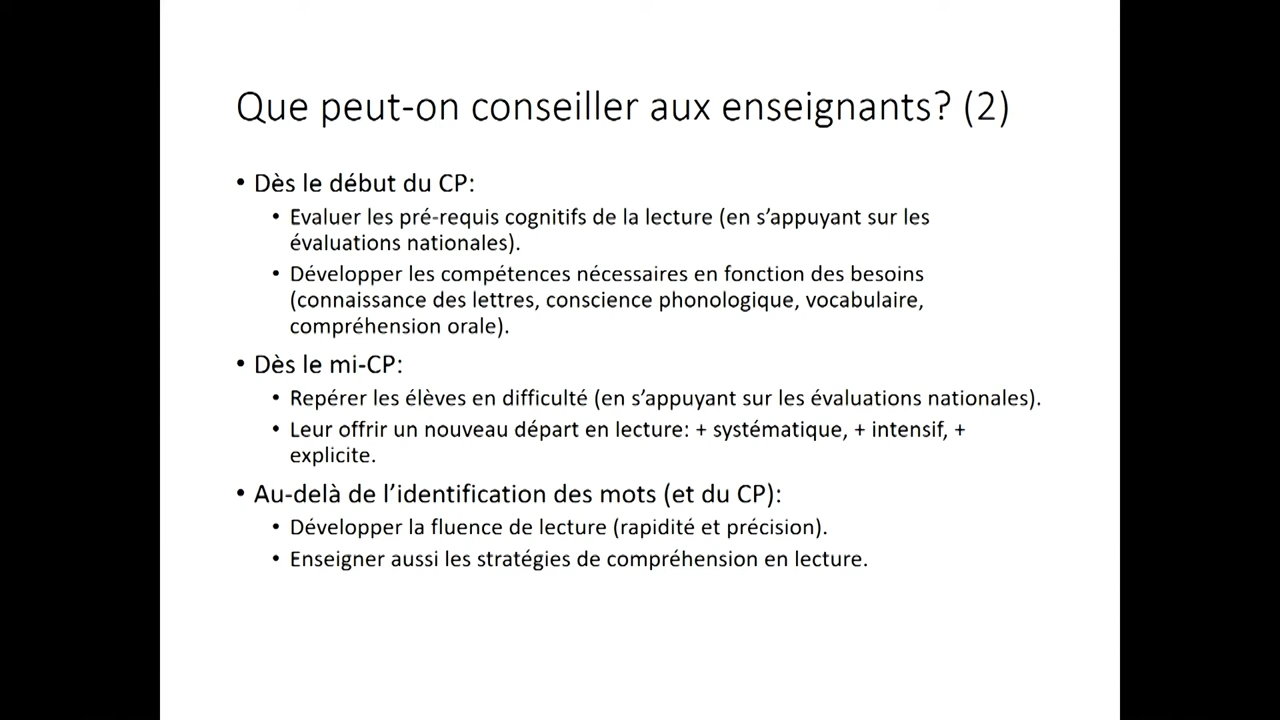 Que peut-on conseiller aux enseignants? (2)
• Dès le début du CP:
• Evaluer les pré-requis cognitifs de la lecture (en s’appuyant sur les
évaluations nationales).
• Développer les compétences nécessaires en fonction des besoins
(connaissance des lettres, conscience phonologique, vocabulaire,
compréhension orale).
• Dès le mi-CP:
• Repérer les élèves en difficulté (en s’appuyant sur les évaluations nationales).
• Leur offrir un nouveau départ en lecture: + systématique, + intensif, +
explicite.
• Au-delà de l’identification des mots (et du CP):
• Développer la fluence de lecture (rapidité et précision).
• Enseigner aussi les stratégies de compréhension en lecture.